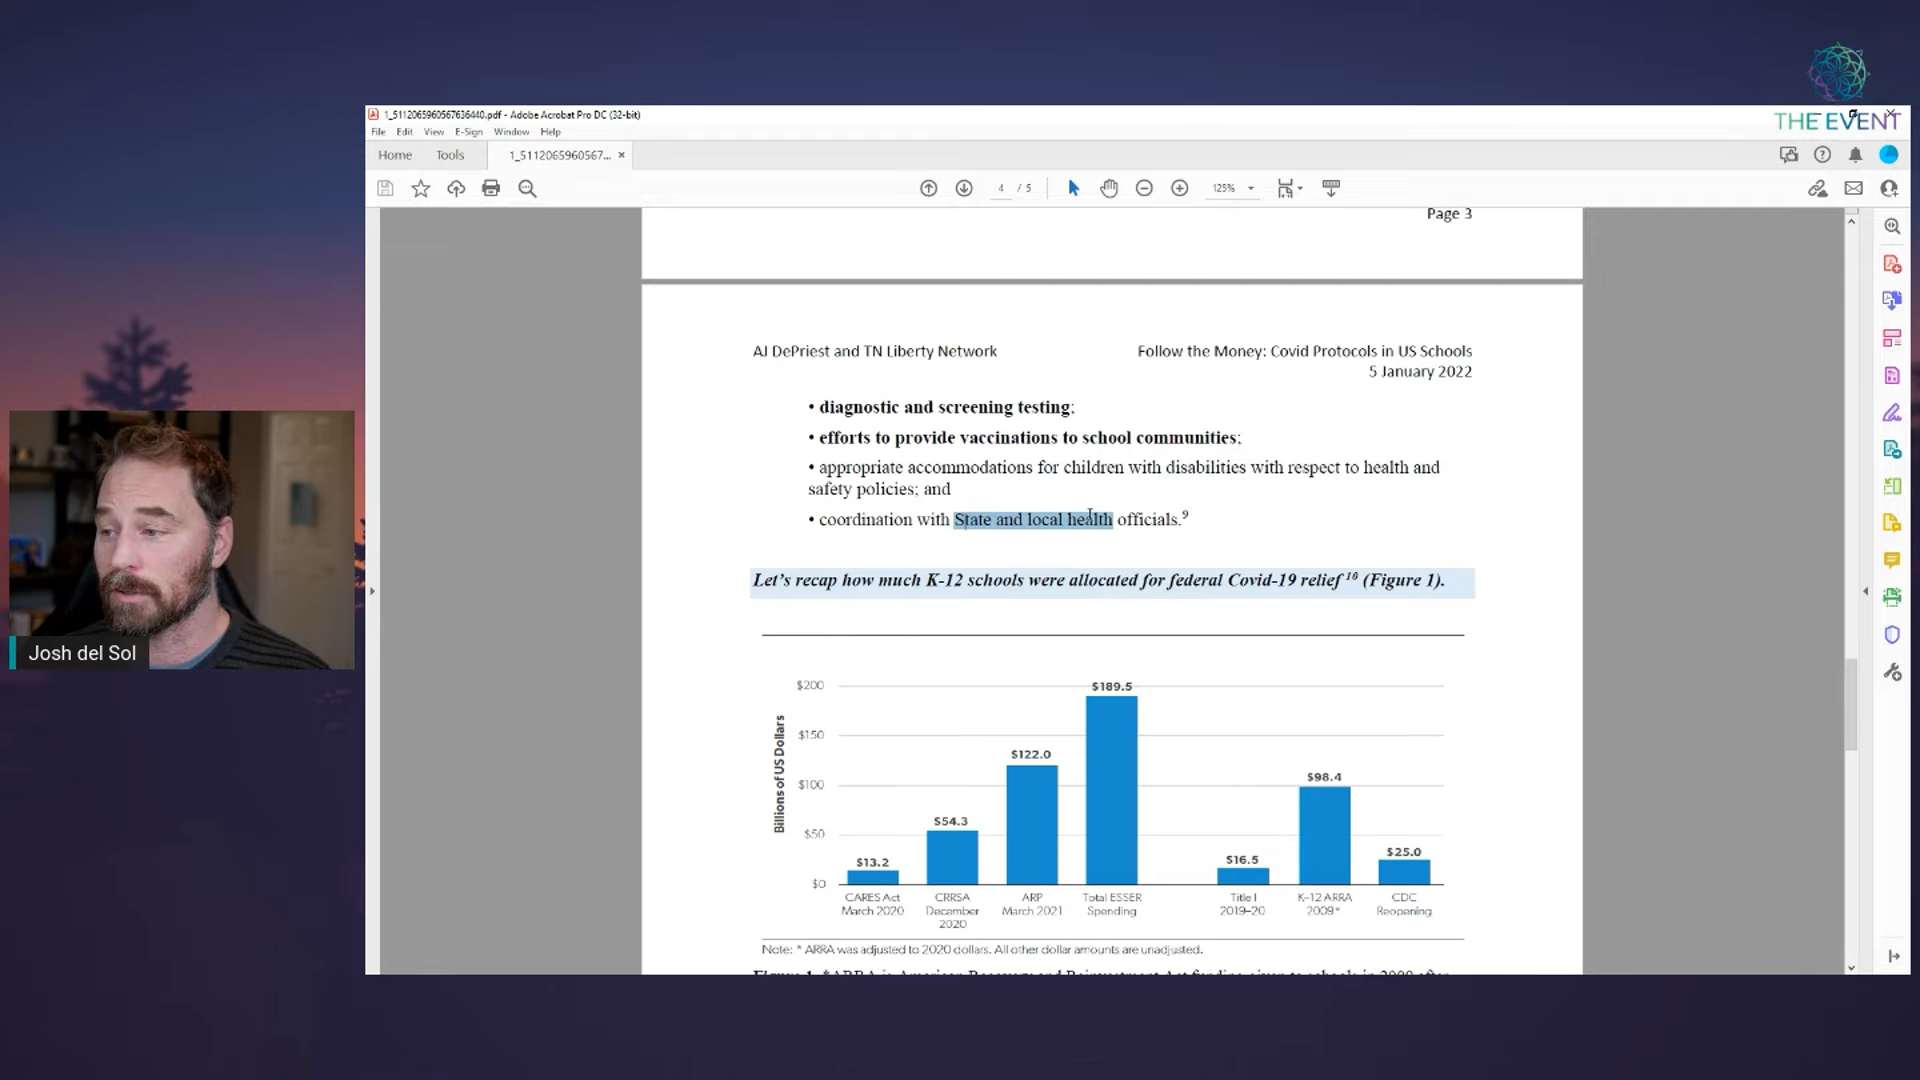 THE EVENT
1_5112065960567636440.pdf - Adobe Acrobat Pro DC (32-bit)
File Edit View E-Sign Window Help
Home Tools 1_5112065960567... ×
4 / 5 125%
Page 3
AJ DePriest and TN Liberty Network Follow the Money: Covid Protocols in US Schools
5 January 2022
• diagnostic and screening testing;
• efforts to provide vaccinations to school communities;
• appropriate accommodations for children with disabilities with respect to health and
safety policies; and
• coordination with State and local health officials.9
Let's recap how much K-12 schools were allocated for federal Covid-19 relief 10 (Figure 1).
Billions of US Dollars
$200
$150
$100
$50
$0
$13.2
$54.3
$122.0
$189.5
$16.5
$98.4
$25.0
CARES Act
March 2020
CRRSA
December
2020
ARP
March 2021
Total ESSER
Spending
Title I
2019–20
K–12 ARRA
2009*
CDC
Reopening
Note: * ARRA was adjusted to 2020 dollars. All other dollar amounts are unadjusted.
Josh del Sol